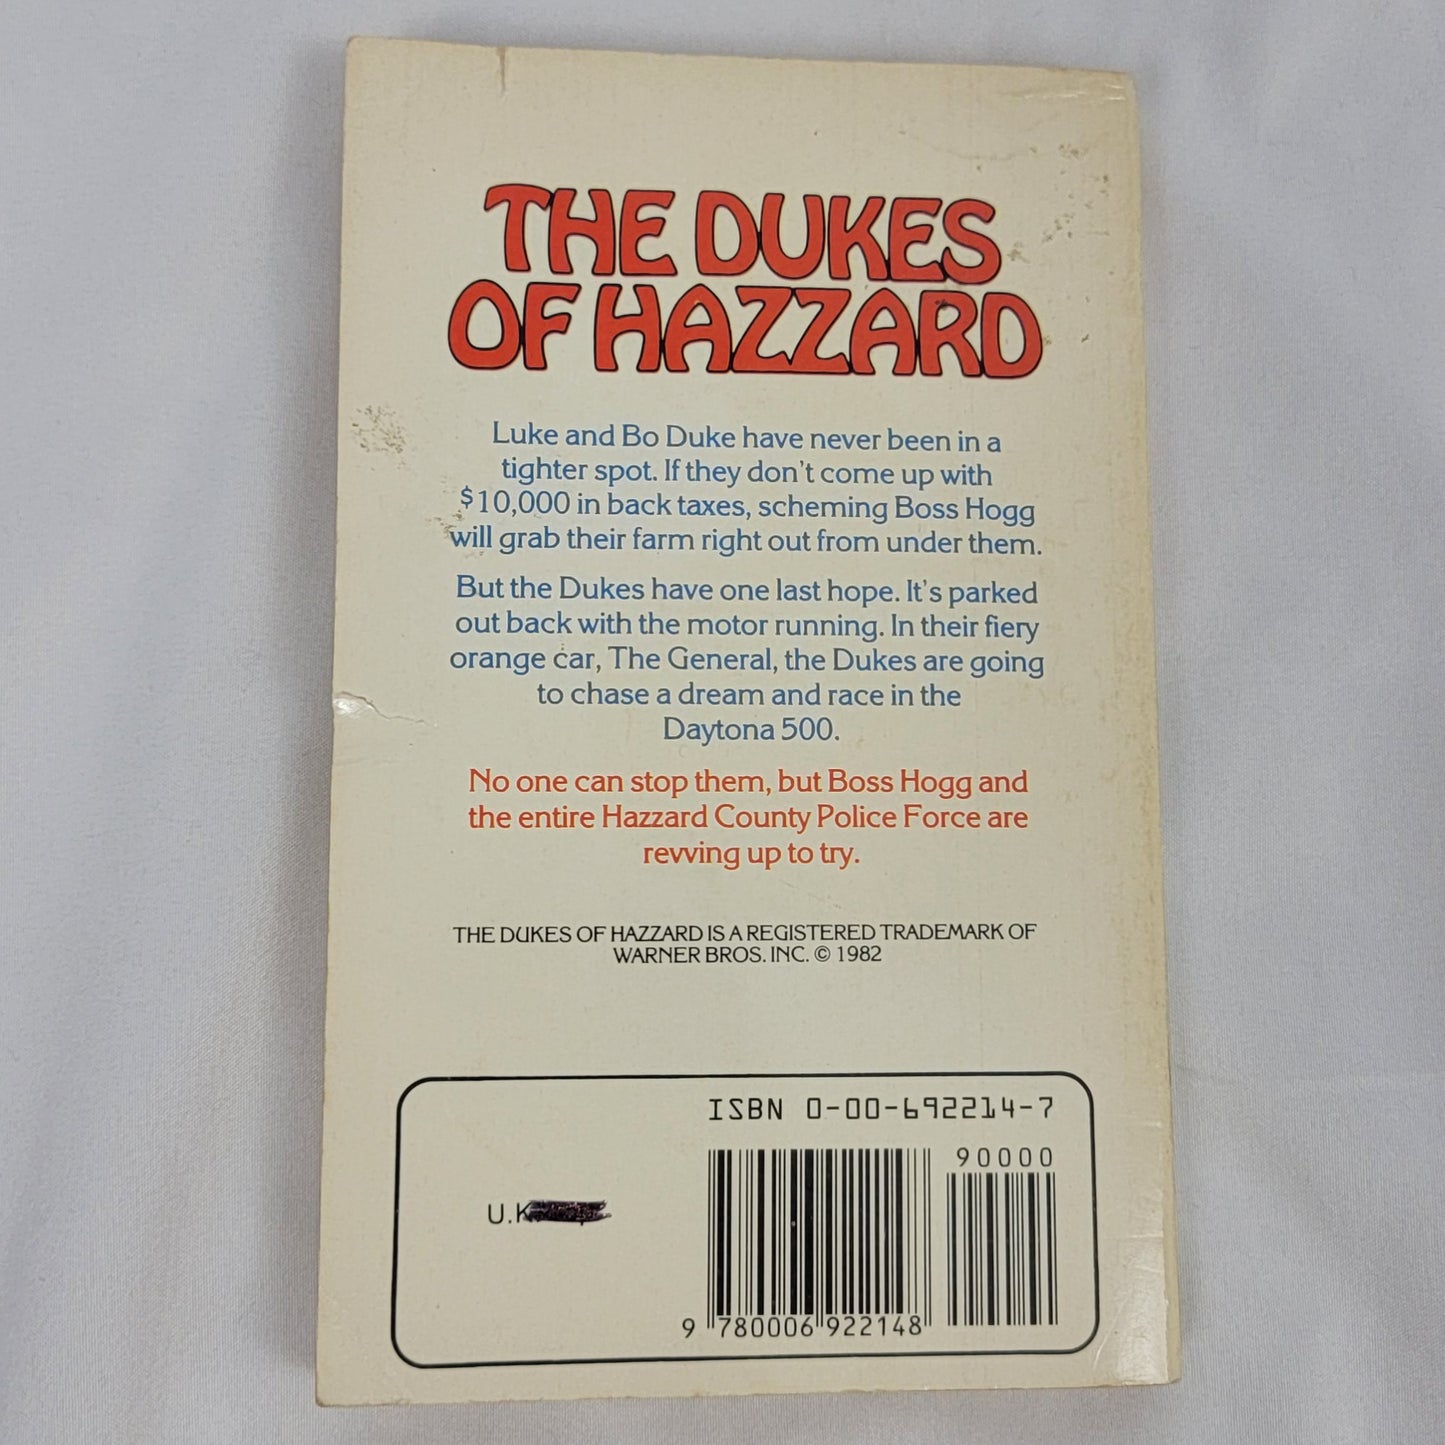 THE DUKES
OF HAZZARD
Luke and Bo Duke have never been in a
tighter spot. If they don't come up with
$10,000 in back taxes, scheming Boss Hogg
will grab their farm right out from under them.
But the Dukes have one last hope. It's parked
out back with the motor running. In their fiery
orange car, The General, the Dukes are going
to chase a dream and race in the
Daytona 500.
No one can stop them, but Boss Hogg and
the entire Hazzard County Police Force are
revving up to try.
THE DUKES OF HAZZARD IS A REGISTERED TRADEMARK OF
WARNER BROS. INC. © 1982
ISBN 0-00-692214-7
90000
U.K
9 780006 922148